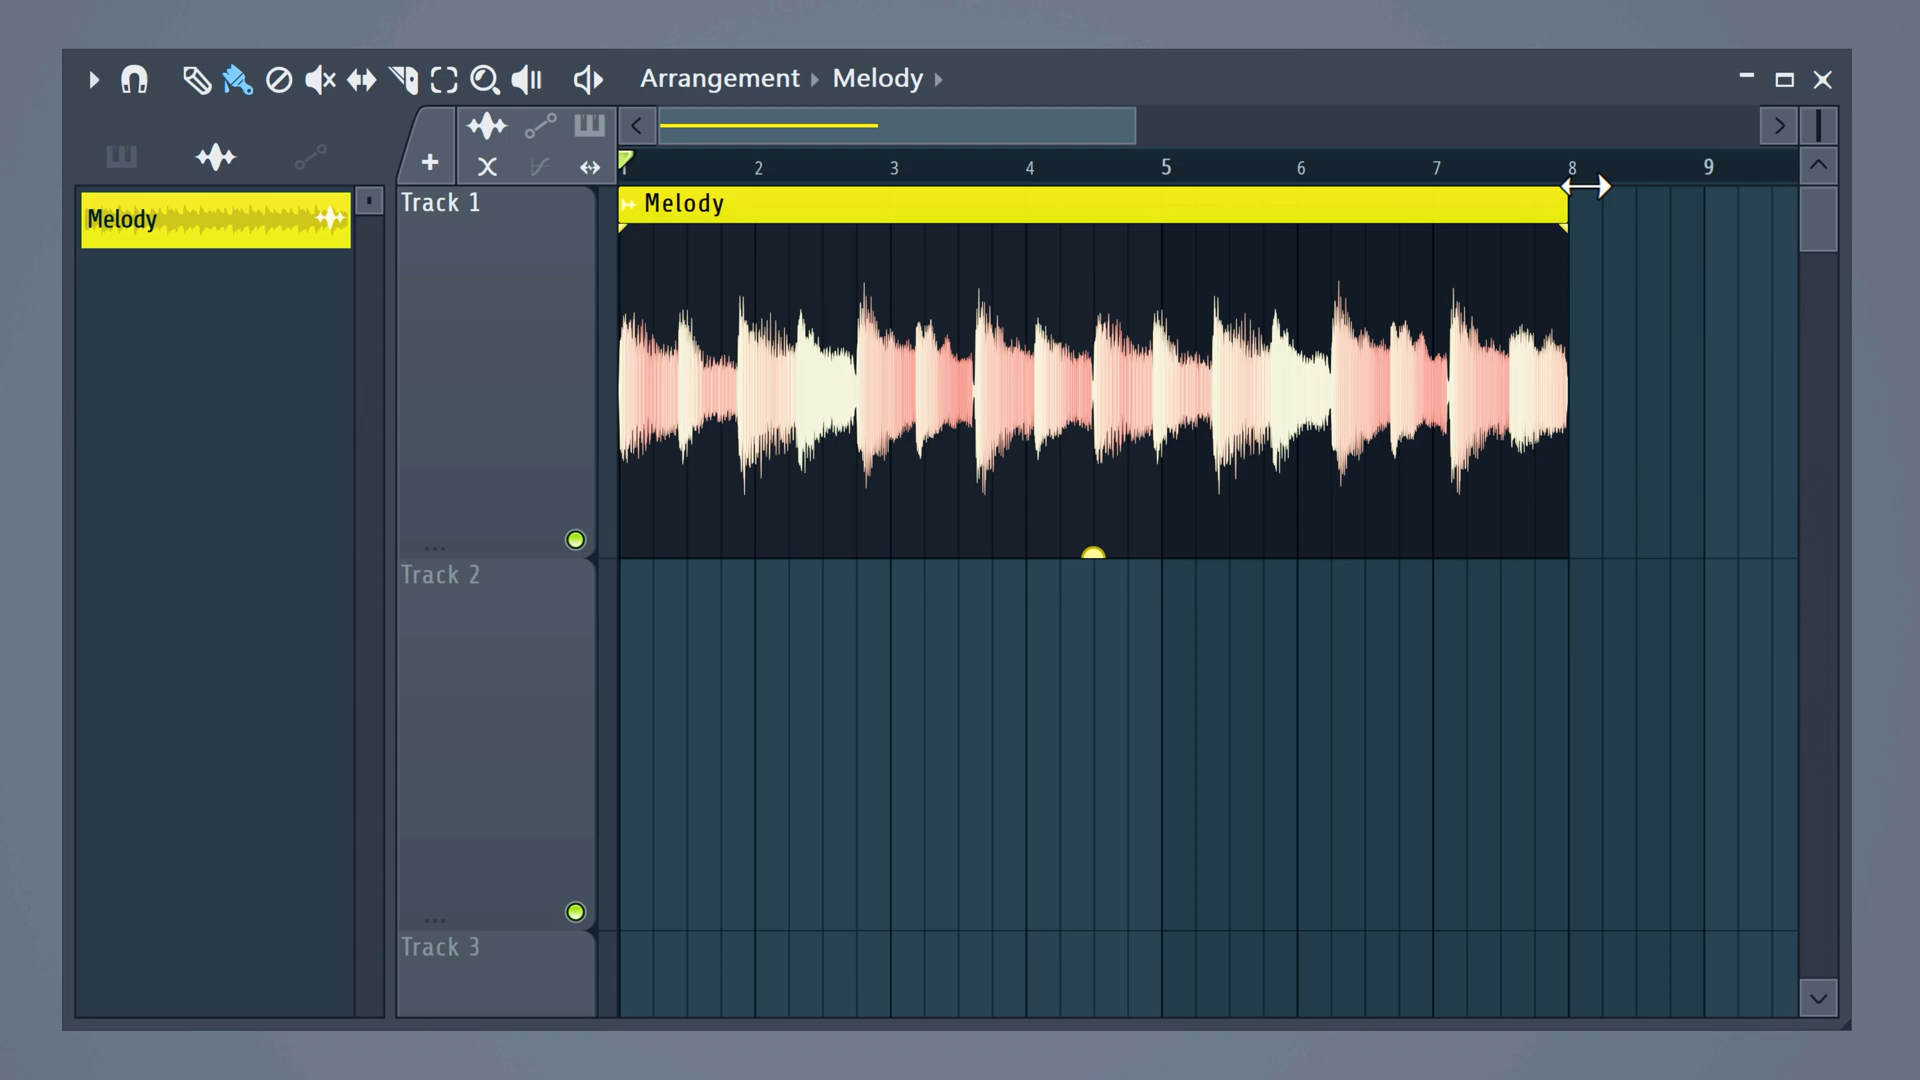 Arrangement Melody
2 3 4 5 6 7 8 9
Melody
Track 1
Melody
Track 2
Track 3